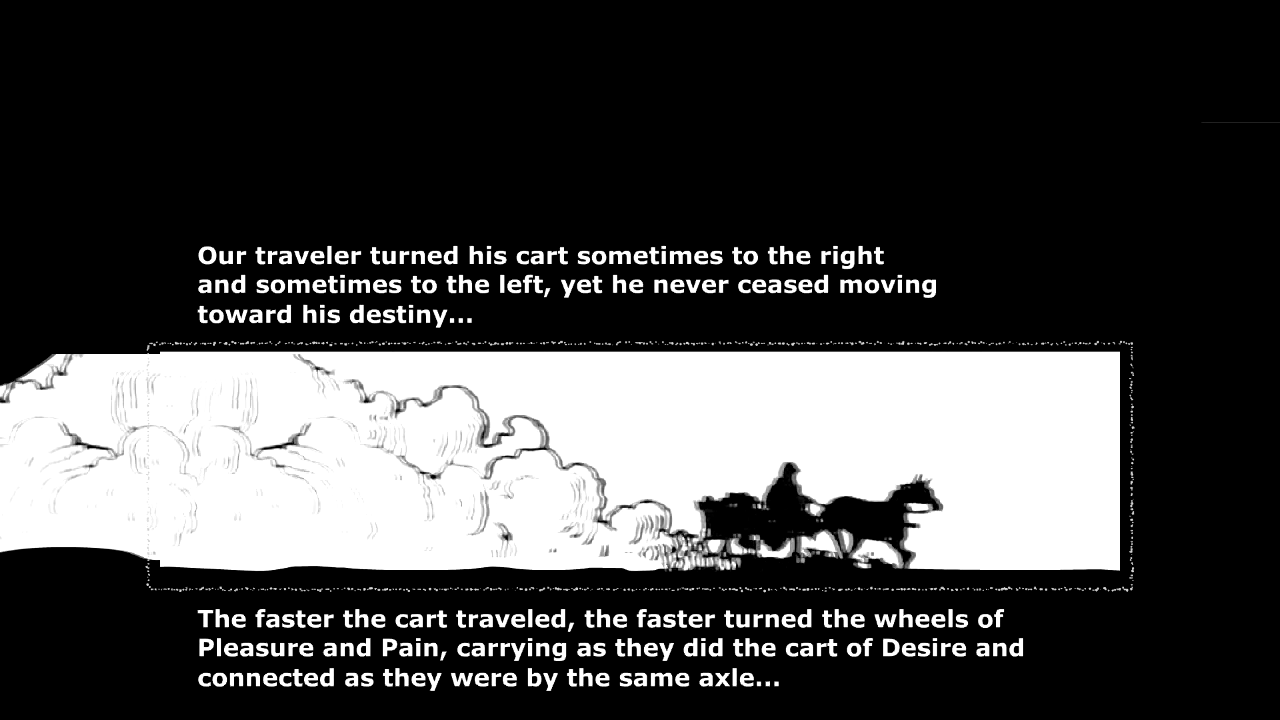 Our traveler turned his cart sometimes to the right
and sometimes to the left, yet he never ceased moving
toward his destiny...
The faster the cart traveled, the faster turned the wheels of
Pleasure and Pain, carrying as they did the cart of Desire and
connected as they were by the same axle...